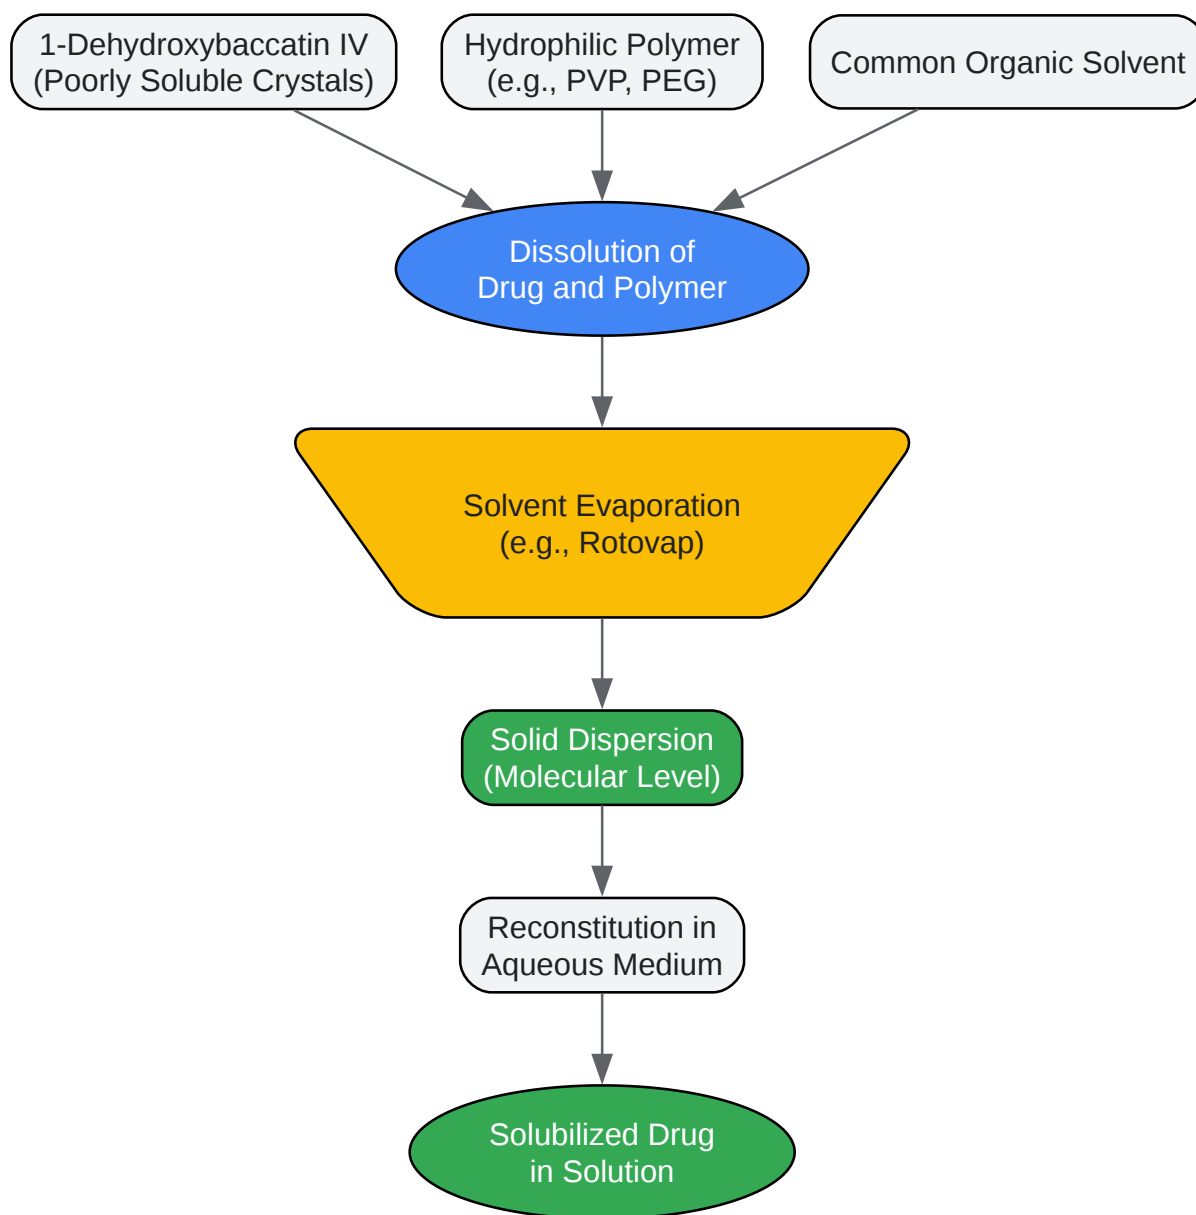 1-Dehydroxybaccatin IV
(Poorly Soluble Crystals)
Hydrophilic Polymer
(e.g., PVP, PEG)
Common Organic Solvent
Dissolution of
Drug and Polymer
Solvent Evaporation
(e.g., Rotovap)
Solid Dispersion
(Molecular Level)
Reconstitution in
Aqueous Medium
Solubilized Drug
in Solution